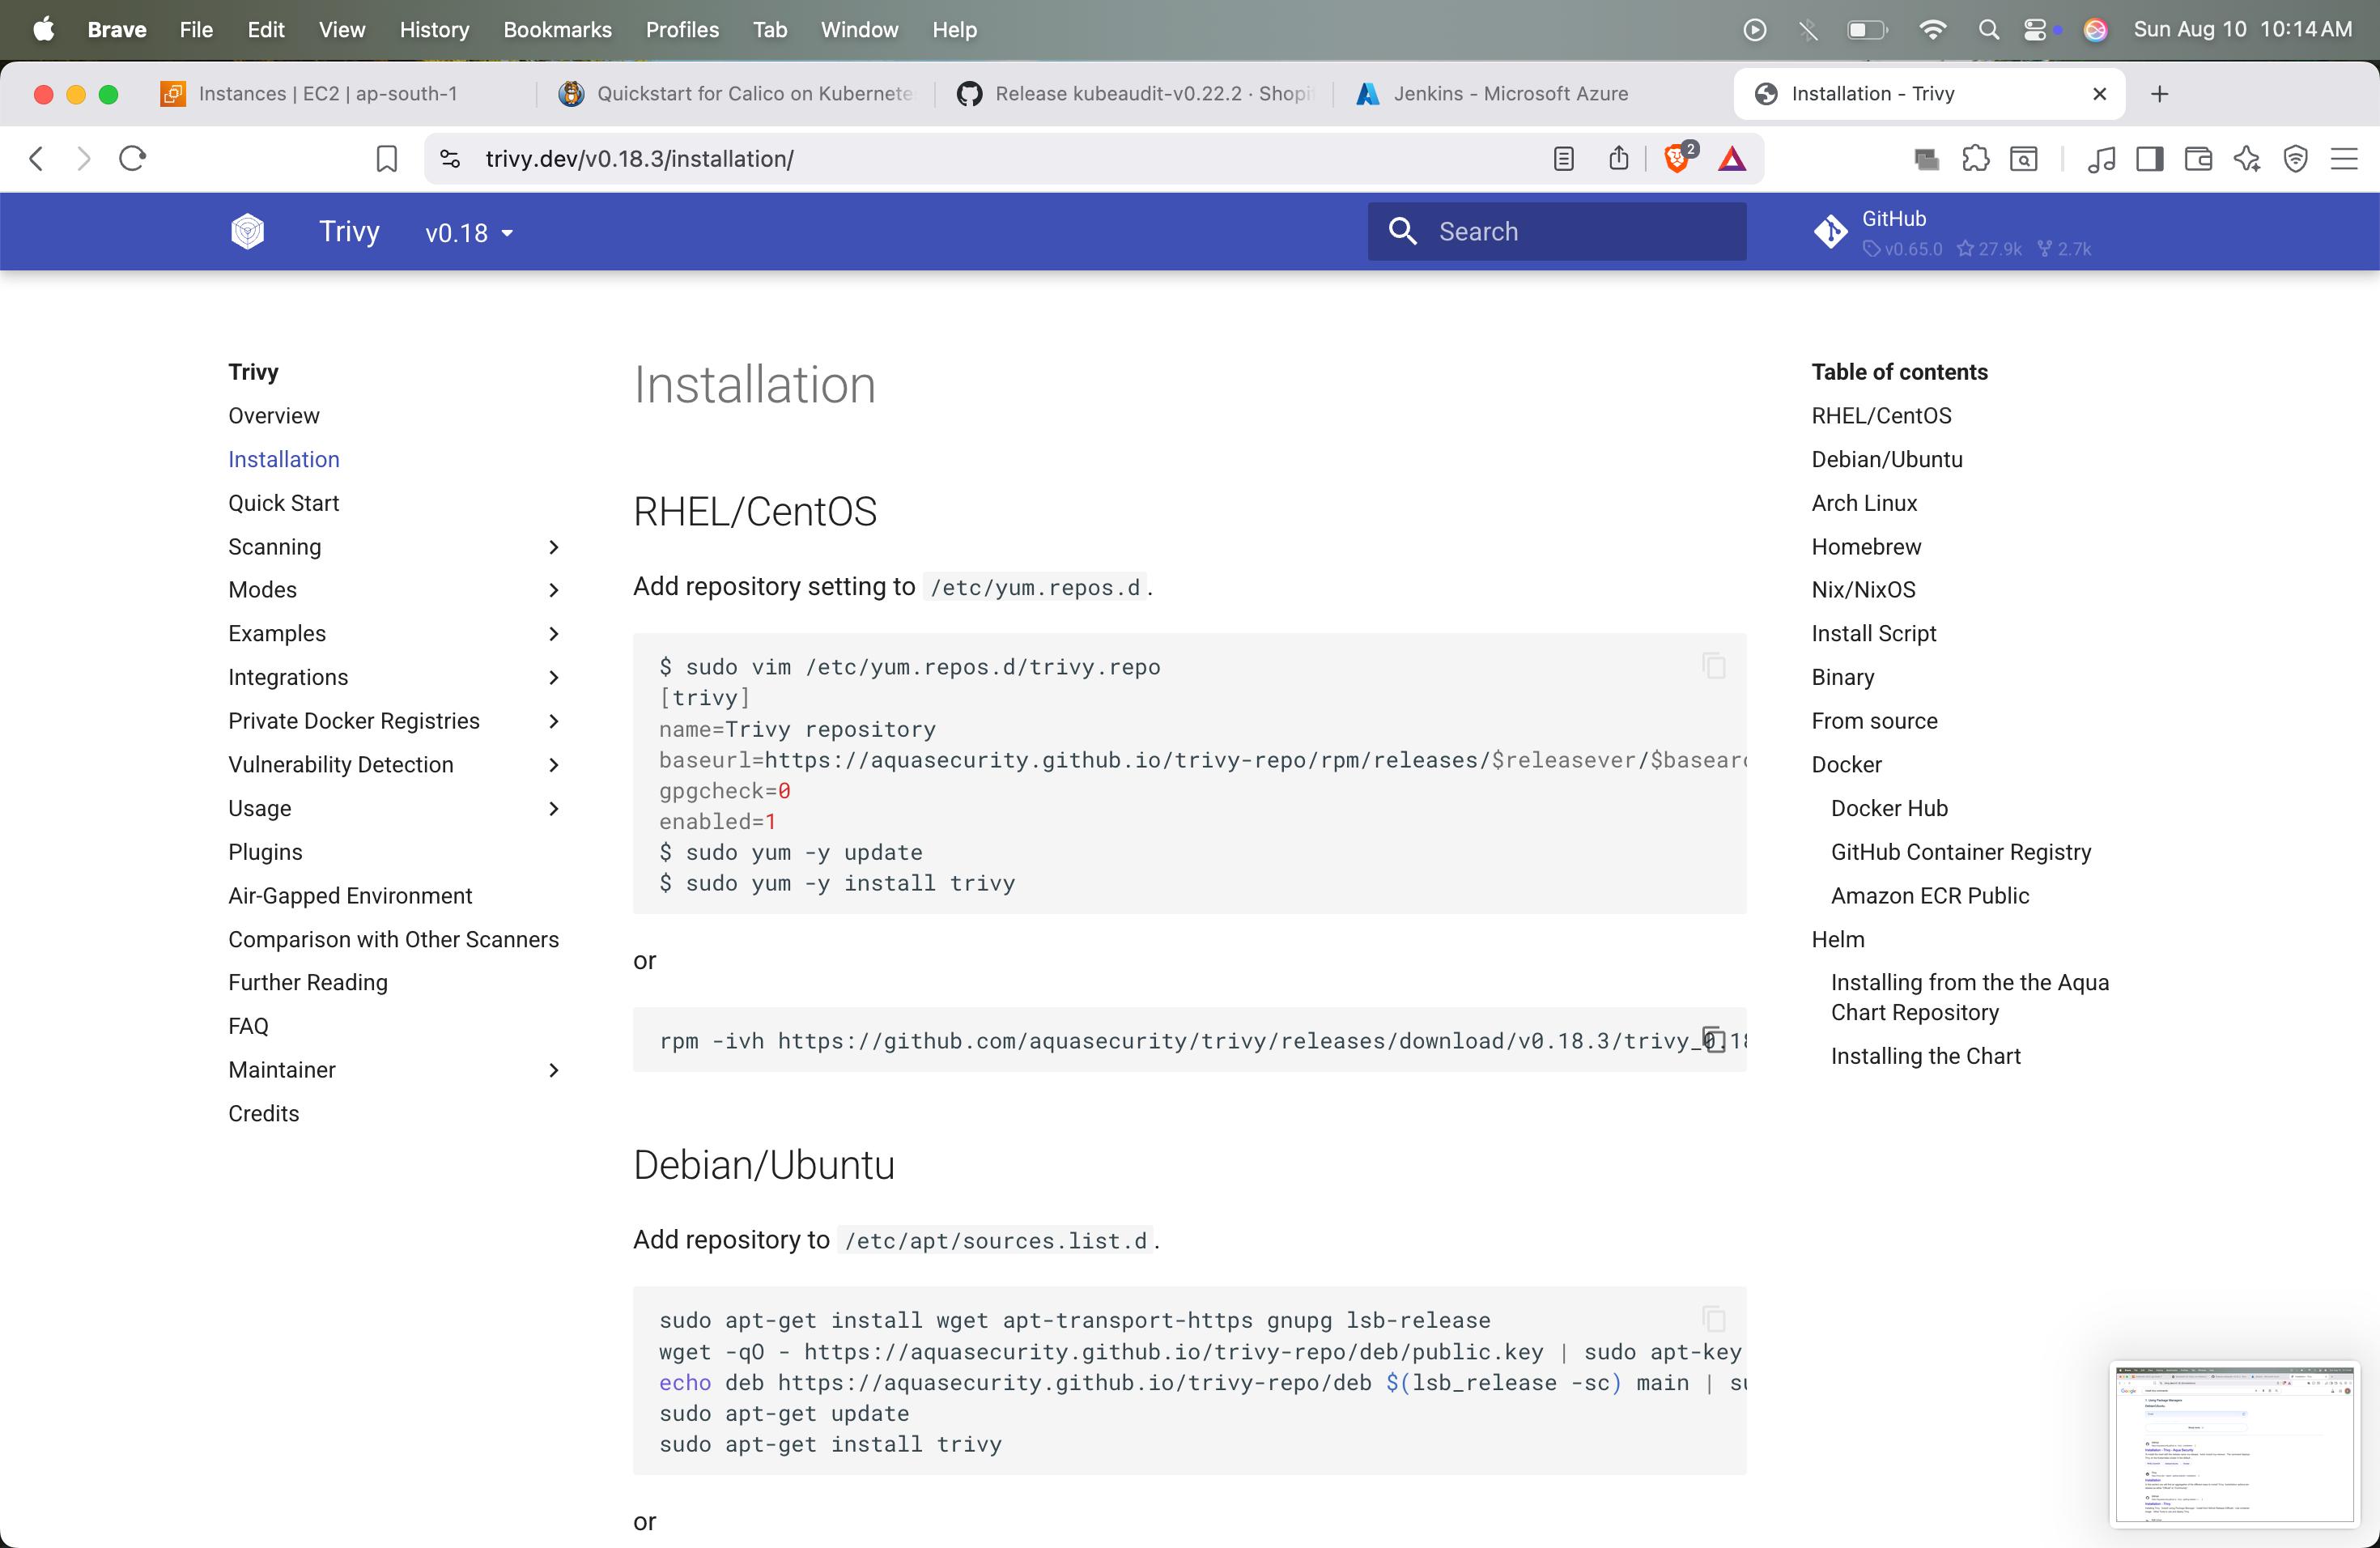 Brave File Edit View History Bookmarks Profiles Tab Window Help Sun Aug 10 10:14 AM
Instances | EC2 | ap-south-1
Quickstart for Calico on Kubernete
Release kubeaudit-v0.22.2 · Shopi
Jenkins - Microsoft Azure
Installation - Trivy
trivy.dev/v0.18.3/installation/
2
Trivy
v0.18
Search
GitHub
v0.65.0 27.9k 2.7k
Trivy
Overview
Installation
Quick Start
Scanning
Modes
Examples
Integrations
Private Docker Registries
Vulnerability Detection
Usage
Plugins
Air-Gapped Environment
Comparison with Other Scanners
Further Reading
FAQ
Maintainer
Credits
Installation
RHEL/CentOS
Add repository setting to /etc/yum.repos.d.
$ sudo vim /etc/yum.repos.d/trivy.repo
[trivy]
name=Trivy repository
baseurl=https://aquasecurity.github.io/trivy-repo/rpm/releases/$releasever/$basearc
gpgcheck=0
enabled=1
$ sudo yum -y update
$ sudo yum -y install trivy
or
rpm -ivh https://github.com/aquasecurity/trivy/releases/download/v0.18.3/trivy_0.18
Debian/Ubuntu
Add repository to /etc/apt/sources.list.d.
sudo apt-get install wget apt-transport-https gnupg lsb-release
wget -qO - https://aquasecurity.github.io/trivy-repo/deb/public.key | sudo apt-key
echo deb https://aquasecurity.github.io/trivy-repo/deb $(lsb_release -sc) main | su
sudo apt-get update
sudo apt-get install trivy
or
Table of contents
RHEL/CentOS
Debian/Ubuntu
Arch Linux
Homebrew
Nix/NixOS
Install Script
Binary
From source
Docker
Docker Hub
GitHub Container Registry
Amazon ECR Public
Helm
Installing from the the Aqua
Chart Repository
Installing the Chart